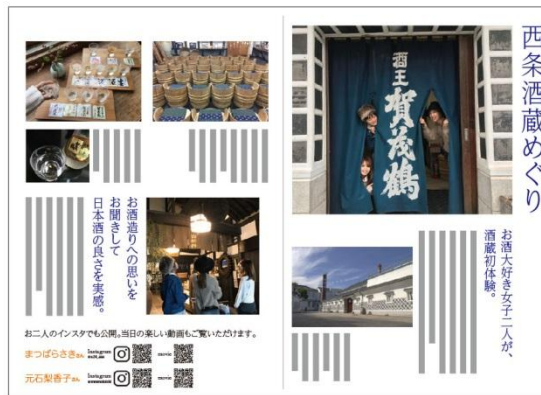 西条酒蔵めぐり
酒王
賀茂鶴
お酒大好き女子二人が、
酒蔵初体験。
お酒造りへの思いを
お聞きして
日本酒の良さを実感。
お二人のインスタでも公開。当日の楽しい動画もご覧いただけます。
まつばらさきさん
Instagram
movie
元石梨香子さん
Instagram
movie